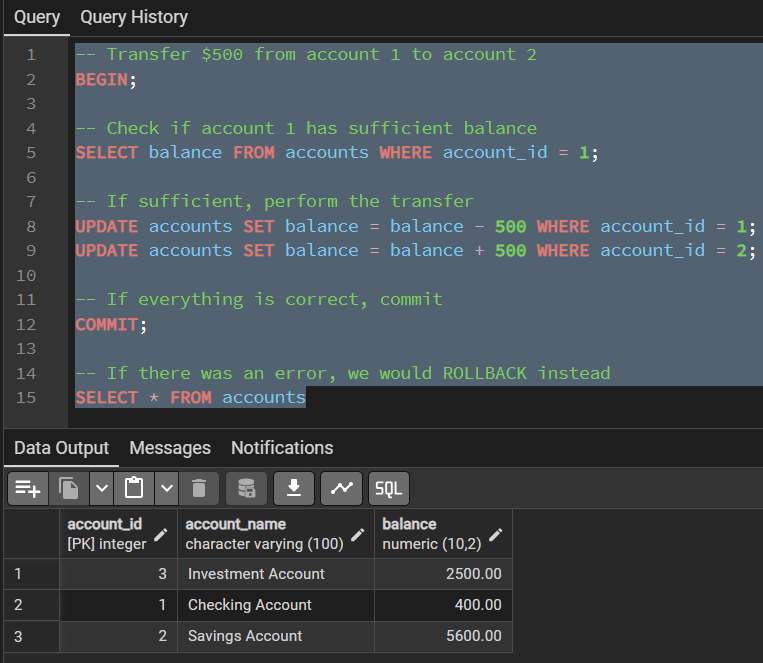 Query Query History
1 -- Transfer $500 from account 1 to account 2
2 BEGIN;
3
4 -- Check if account 1 has sufficient balance
5 SELECT balance FROM accounts WHERE account_id = 1;
6
7 -- If sufficient, perform the transfer
8 UPDATE accounts SET balance = balance - 500 WHERE account_id = 1;
9 UPDATE accounts SET balance = balance + 500 WHERE account_id = 2;
10
11 -- If everything is correct, commit
12 COMMIT;
13
14 -- If there was an error, we would ROLLBACK instead
15 SELECT * FROM accounts
Data Output Messages Notifications
SQL
account_id account_name balance
[PK] integer character varying (100) numeric (10,2)
1 3 Investment Account 2500.00
2 1 Checking Account 400.00
3 2 Savings Account 5600.00